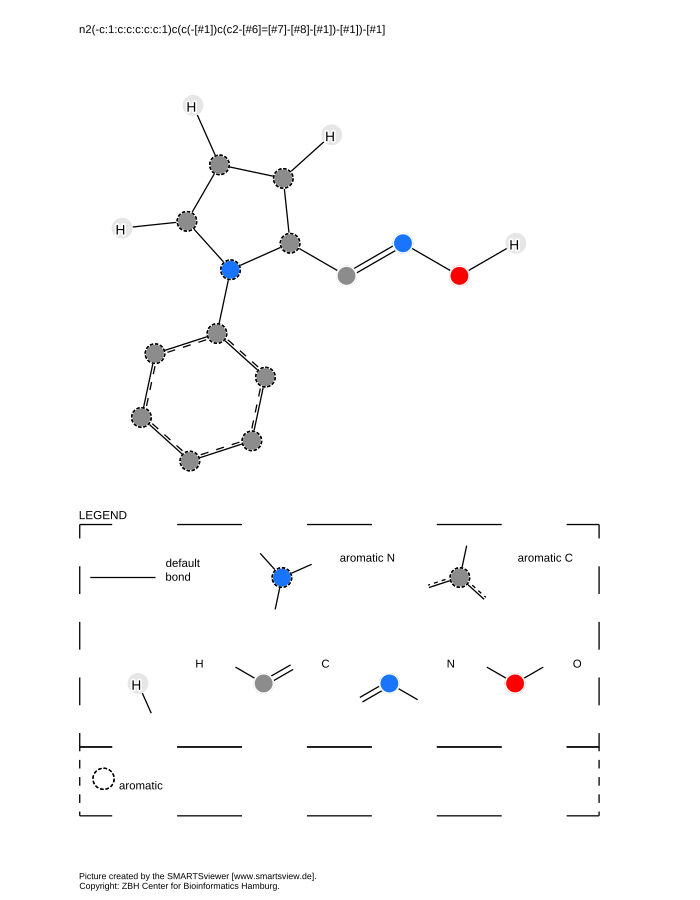 n2(-c:1:c:c:c:c:c:1)c(c(-[#1])c(c2-[#6]=[#7]-[#8]-[#1])-[#1])-[#1]
H
H
H
H
LEGEND
default
bond
aromatic N
aromatic C
H
H
C
N
O
aromatic
Picture created by the SMARTSviewer [www.smartsview.de].
Copyright: ZBH Center for Bioinformatics Hamburg.